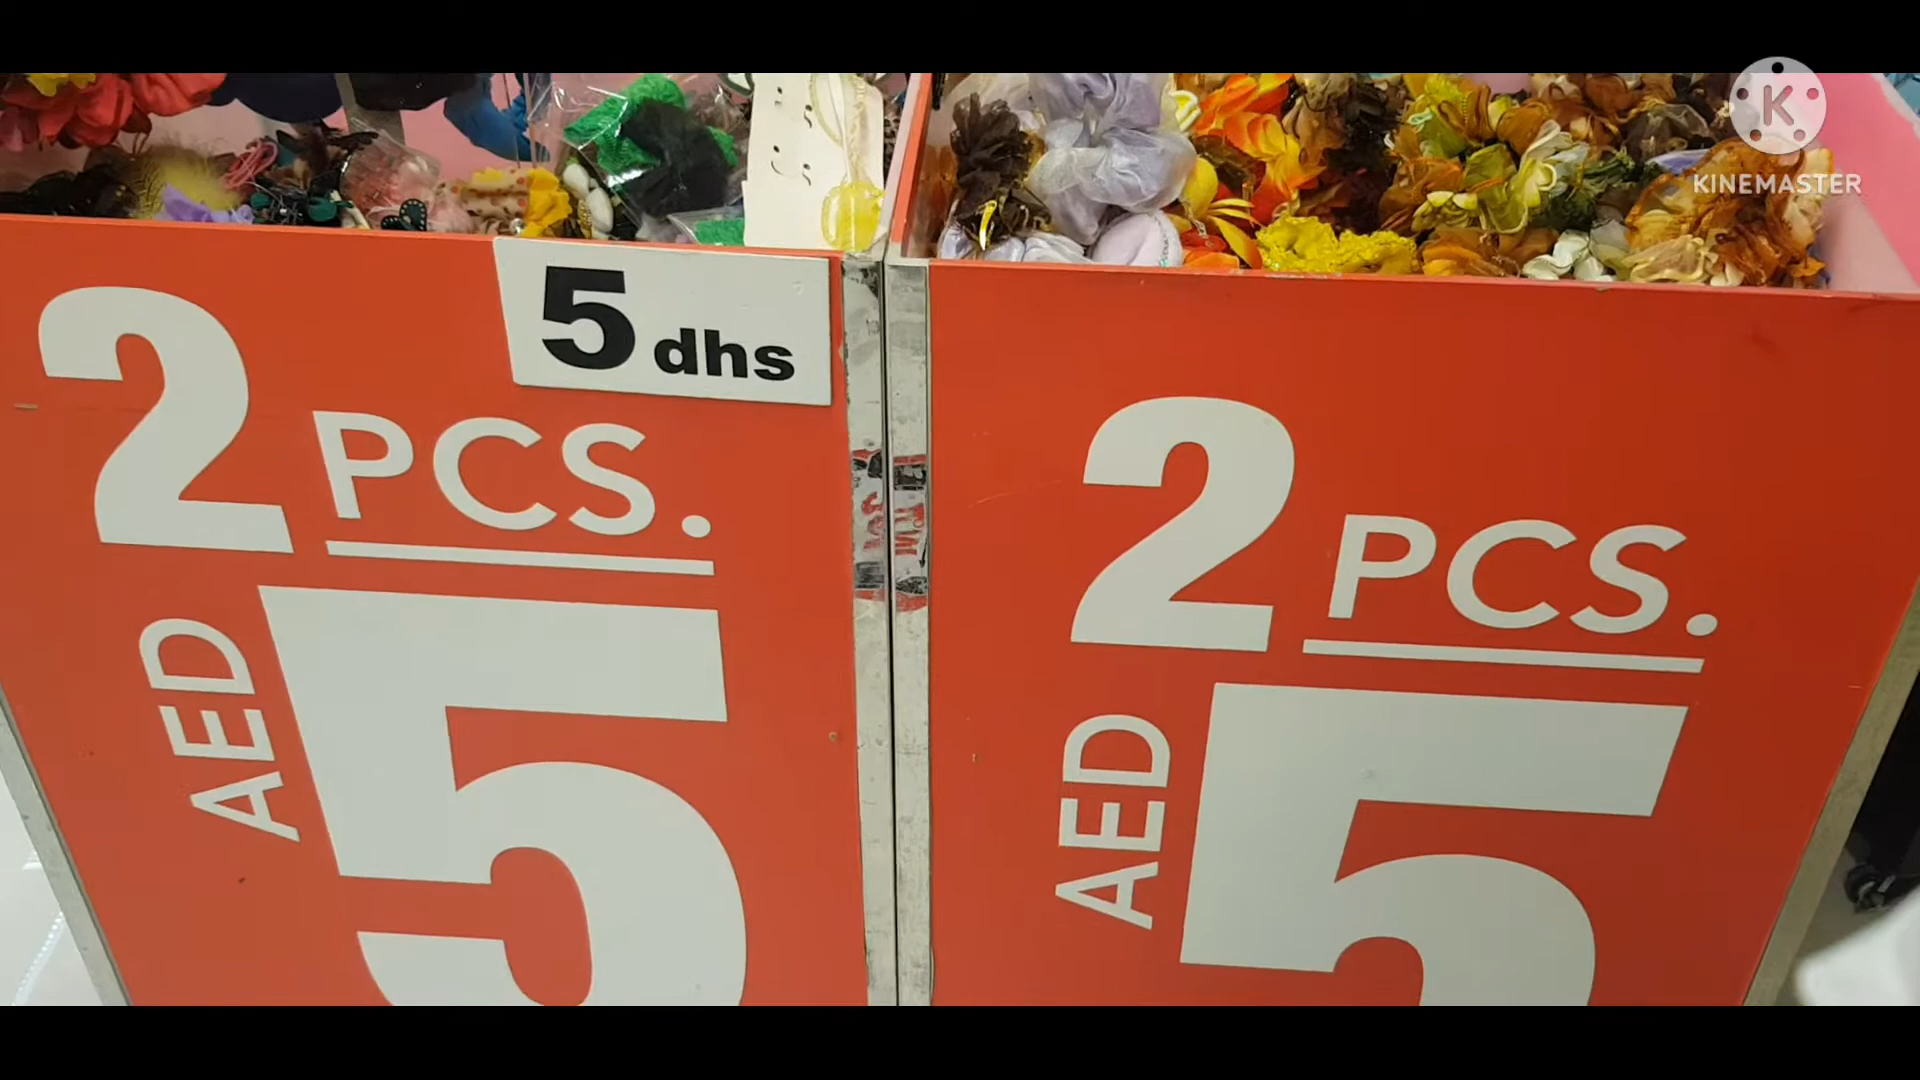 5 dhs
2 PCS.
AED 5
2 PCS.
AED 5
KINEMASTER